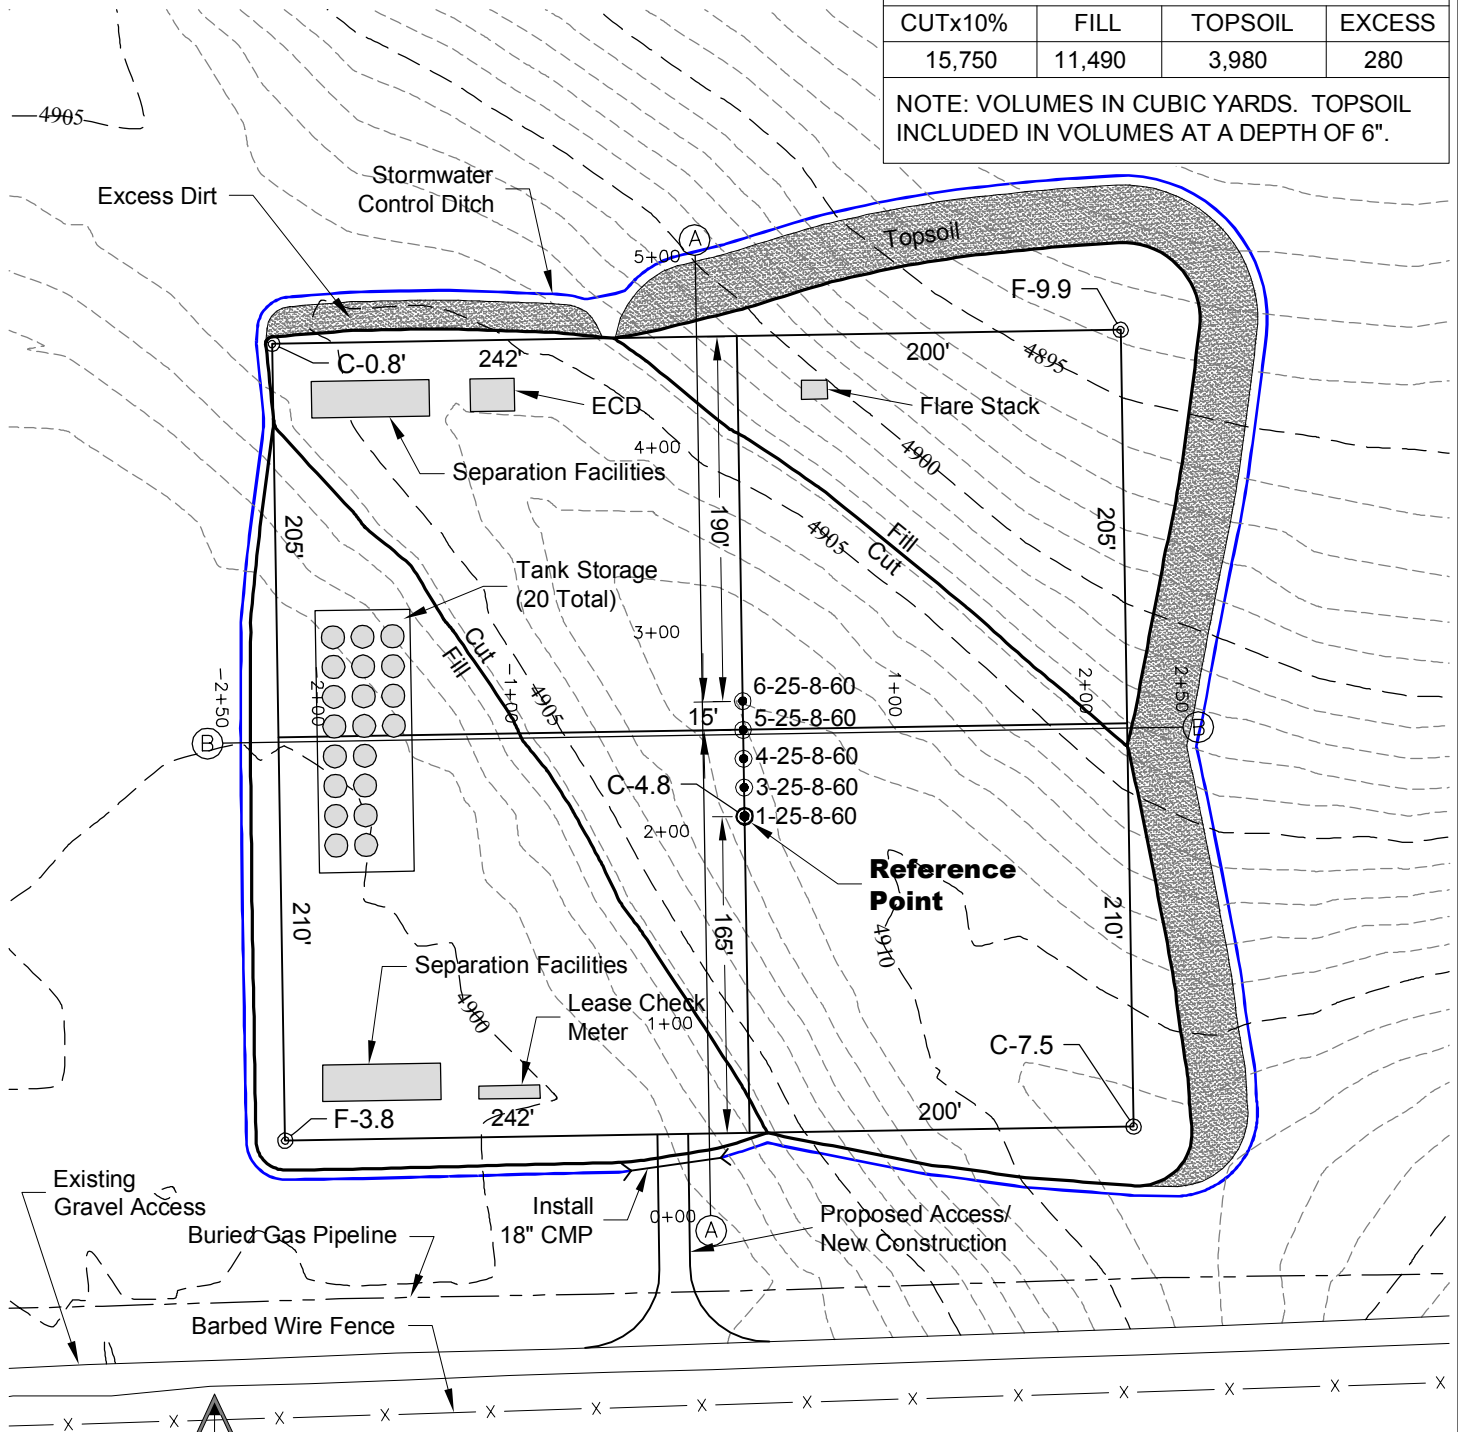 CUTx10% FILL TOPSOIL EXCESS
15,750 11,490 3,980 280
NOTE: VOLUMES IN CUBIC YARDS. TOPSOIL
INCLUDED IN VOLUMES AT A DEPTH OF 6".
4905
Stormwater
Control Ditch
Excess Dirt
A
Topsoil
5+00
F-9.9
C-0.8'
242'
200'
4895
ECD
Flare Stack
4+00
4900
Separation Facilities
205'
190'
4905
Fill
Cut
205'
Tank Storage
(20 Total)
3+00
Cut
Fill
-2+50
-2+00
-1+00
4905
1+00
2+00
2+50
6-25-8-60
15'
5-25-8-60
B
B
4-25-8-60
C-4.8
3-25-8-60
1-25-8-60
2+00
Reference
Point
210'
165'
4910
210'
Separation Facilities
4900
Lease Check
Meter
1+00
C-7.5
F-3.8
242'
200'
Existing
Gravel Access
Install
18" CMP
0+00
A
Proposed Access/
New Construction
Buried Gas Pipeline
Barbed Wire Fence
X X X X X X X X X X X X X X